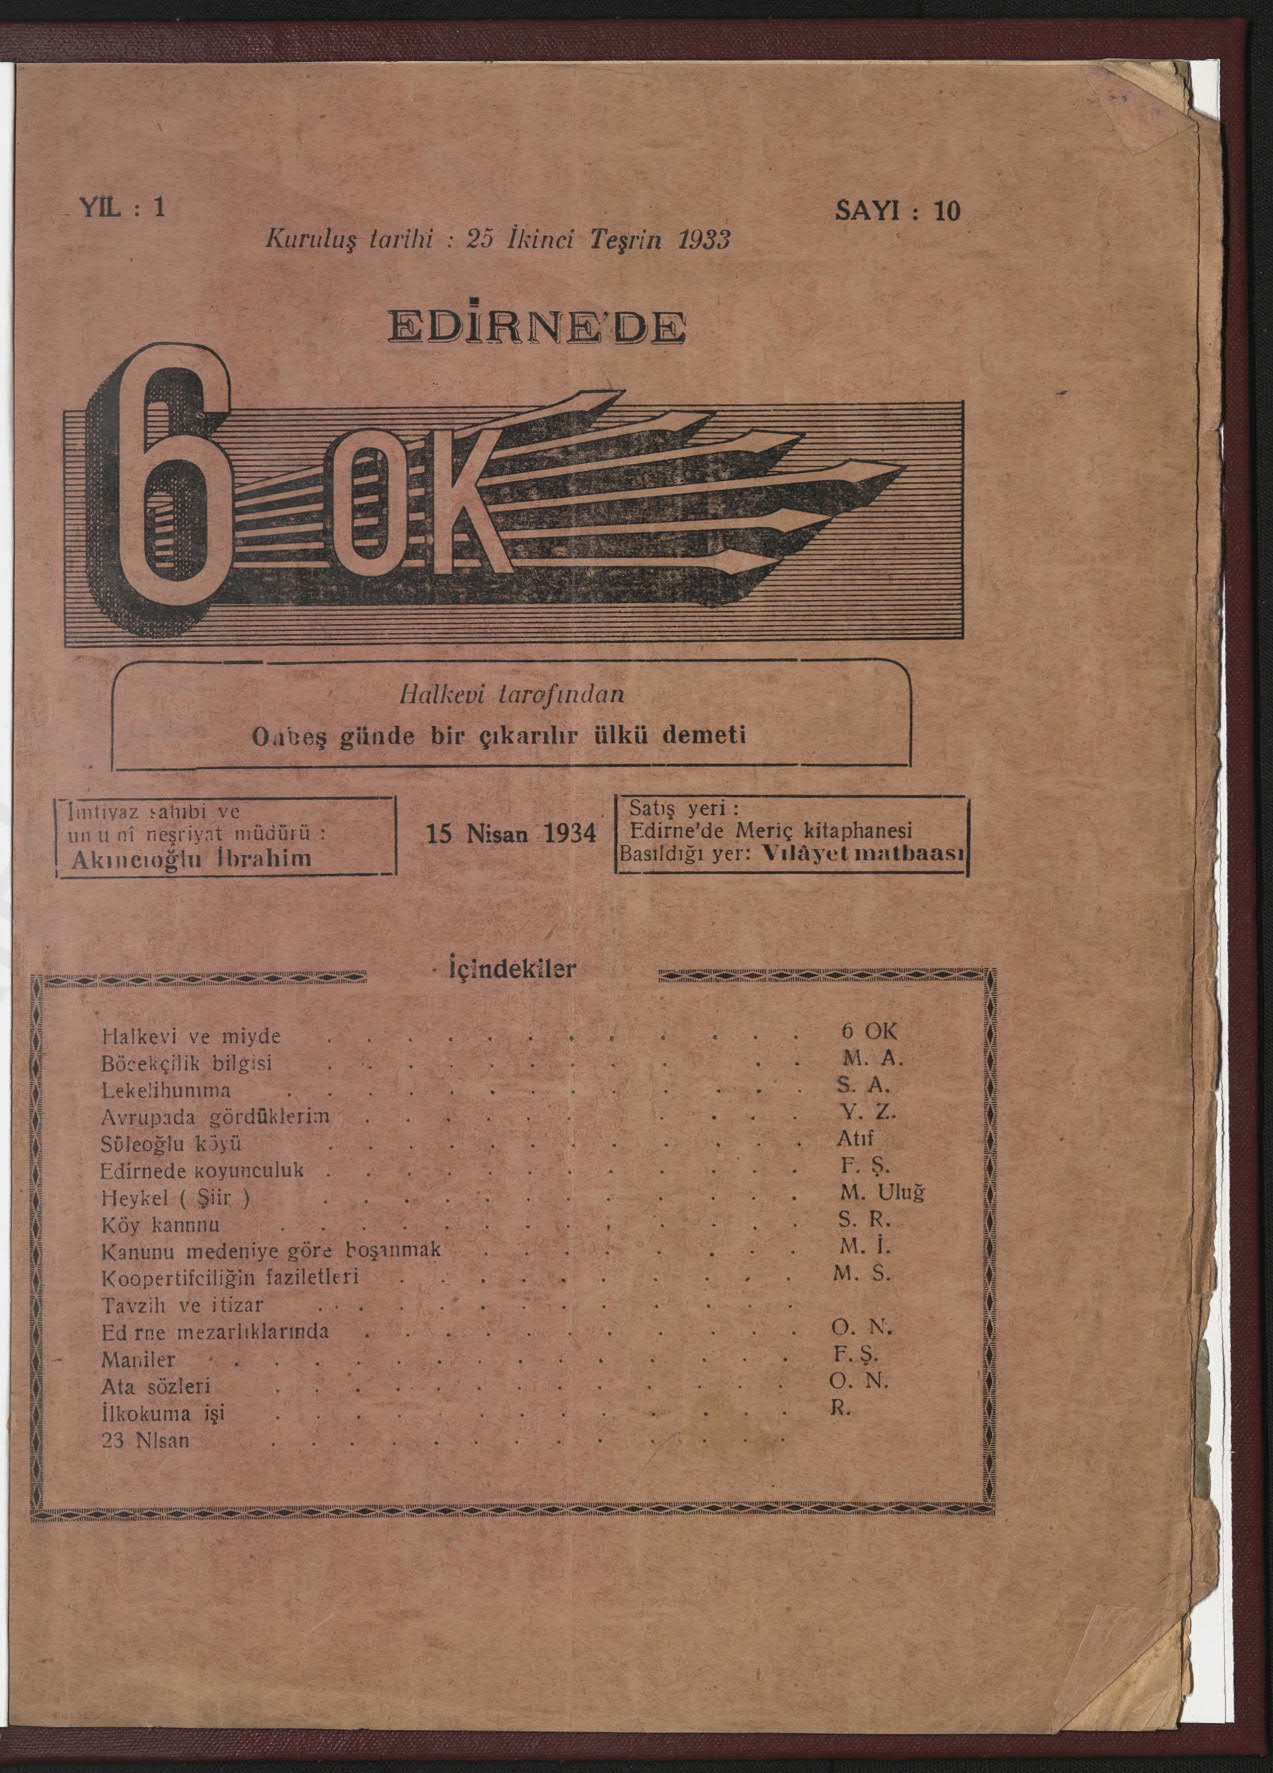 YIL : 1
SAYI : 10
Kuruluş tarihi : 25 İkinci Teşrin 1933
EDİRNE'DE
6 OK
Halkevi tarafından
Onbeş günde bir çıkarılır ülkü demeti
İmtiyaz sahibi ve
umumî neşriyat müdürü :
Akıncıoğlu İbrahim
15 Nisan 1934
Satış yeri :
Edirne'de Meriç kitaphanesi
Basıldığı yer: Vılâyet matbaası
İçindekiler
Halkevi ve miyde . . . . . . . . . . . . 6 OK
Böcekçilik bilgisi . . . . . . . . . . . M. A.
Lekelihumma . . . . . . . . . . . . S. A.
Avrupada gördüklerim . . . . . . . . . Y. Z.
Süleoğlu köyü . . . . . . . . . . . . Atıf
Edirnede koyunculuk . . . . . . . . . . . . F. Ş.
Heykel ( Şiir ) . . . . . . . . . . . M. Uluğ
Köy kannnu . . . . . . . . . . . . . S. R.
Kanunu medeniye göre boşanmak . . . . . . . . M. İ.
Koopertifciliğin faziletleri . . . . . . . . . . M. S.
Tavzih ve itizar . . . . . . . . . . . .
Ed rne mezarlıklarında . . . . . . . . . . . O. N.
Maniler . . . . . . . . . . . . . . F. Ş.
Ata sözleri . . . . . . . . . . . . . O. N.
İlkokuma işi . . . . . . . . . . . . . R.
23 Nisan . . . . . . . . . . . . .